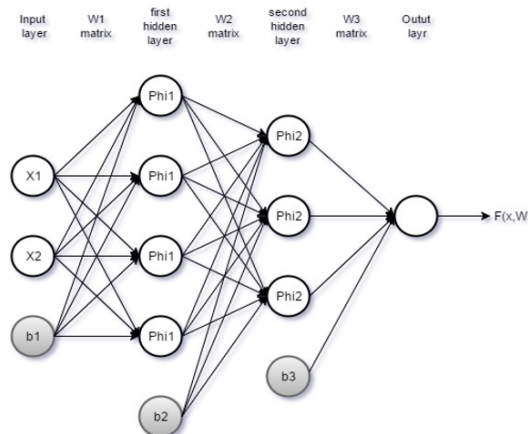 Input
layer
W1
matrix
first
hidden
layer
W2
matrix
second
hidden
layer
W3
matrix
Outut
layr
Phi1
Phi2
X1
Phi1
Phi2
F(x,W
X2
Phi1
Phi2
b1
Phi1
b3
b2